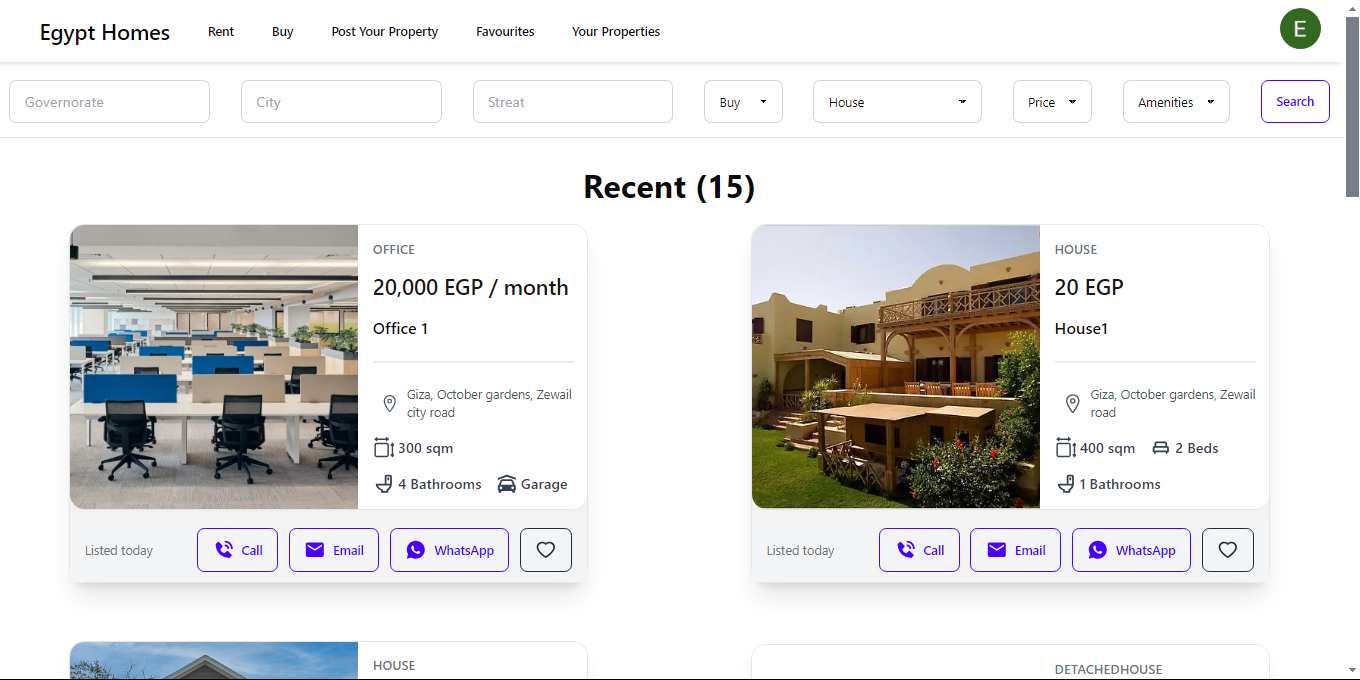 Egypt Homes Rent Buy Post Your Property Favourites Your Properties E
Governorate City Streat Buy House Price Amenities Search
Recent (15)
OFFICE
20,000 EGP / month
Office 1
Giza, October gardens, Zewail
city road
300 sqm
4 Bathrooms Garage
Listed today Call Email WhatsApp
HOUSE
20 EGP
House1
Giza, October gardens, Zewail
road
400 sqm 2 Beds
1 Bathrooms
Listed today Call Email WhatsApp
HOUSE
DETACHEDHOUSE